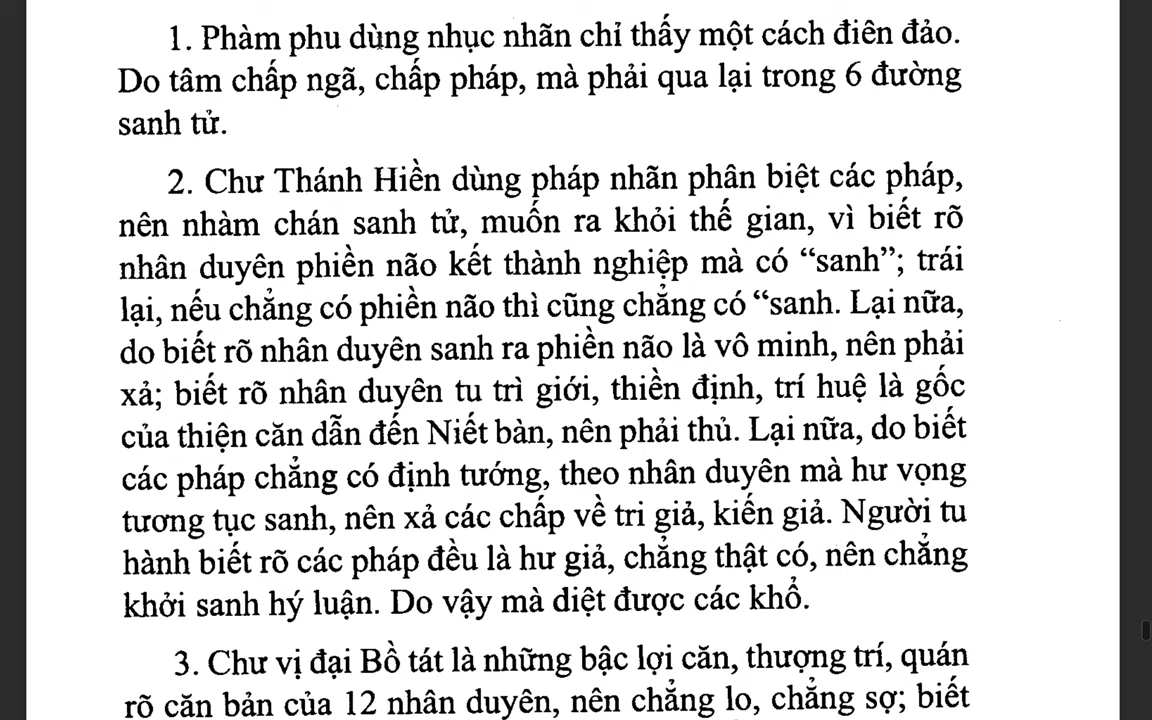 1. Phàm phu dùng nhục nhãn chỉ thấy một cách điên đảo.
Do tâm chấp ngã, chấp pháp, mà phải qua lại trong 6 đường
sanh tử.
2. Chư Thánh Hiền dùng pháp nhãn phân biệt các pháp,
nên nhàm chán sanh tử, muốn ra khỏi thế gian, vì biết rõ
nhân duyên phiền não kết thành nghiệp mà có “sanh”; trái
lại, nếu chẳng có phiền não thì cũng chẳng có “sanh. Lại nữa,
do biết rõ nhân duyên sanh ra phiền não là vô minh, nên phải
xả; biết rõ nhân duyên tu trì giới, thiền định, trí huệ là gốc
của thiện căn dẫn đến Niết bàn, nên phải thủ. Lại nữa, do biết
các pháp chẳng có định tướng, theo nhân duyên mà hư vọng
tương tục sanh, nên xả các chấp về tri giả, kiến giả. Người tu
hành biết rõ các pháp đều là hư giả, chẳng thật có, nên chẳng
khởi sanh hý luận. Do vậy mà diệt được các khổ.
3. Chư vị đại Bồ tát là những bậc lợi căn, thượng trí, quán
rõ căn bản của 12 nhân duyên, nên chẳng lo, chẳng sợ; biết